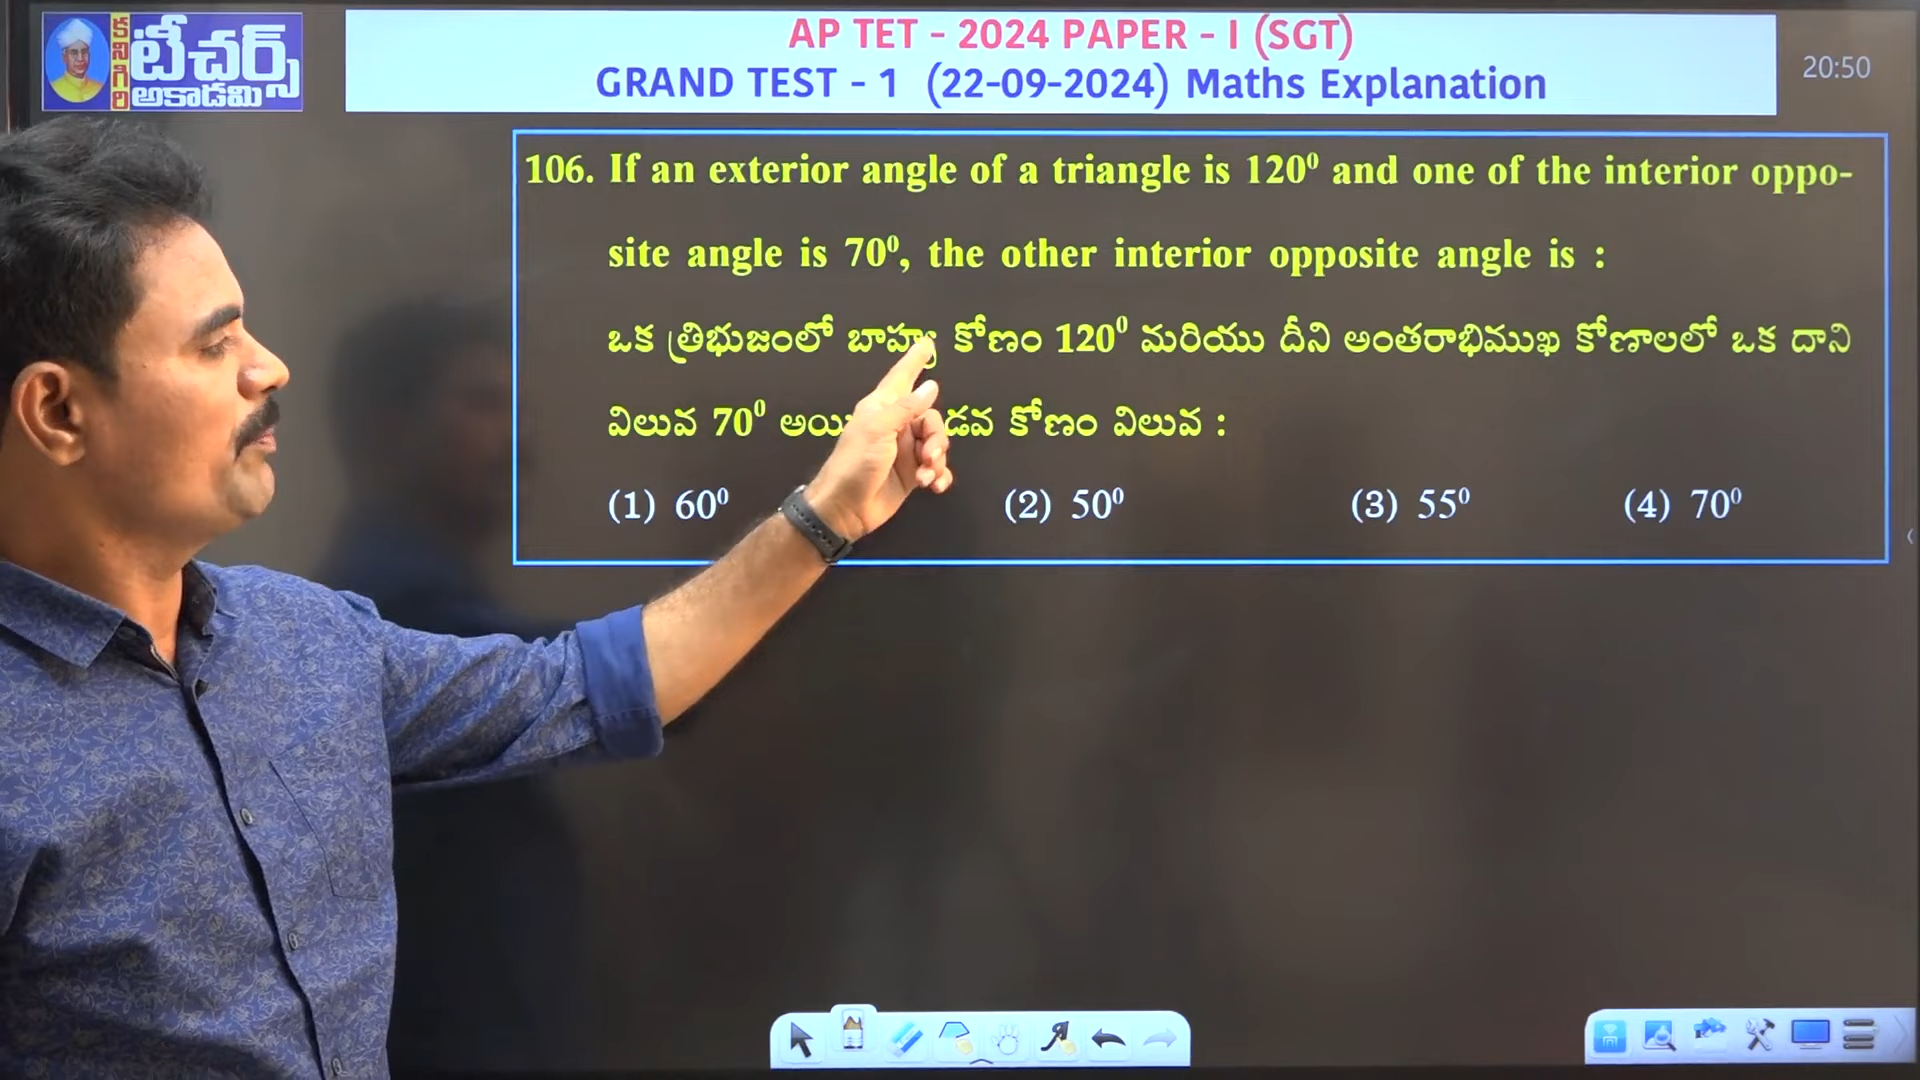 కనిగిరి
టీచర్స్
అకాడమి
AP TET - 2024 PAPER - I (SGT)
GRAND TEST - 1 (22-09-2024) Maths Explanation
20:50
106. If an exterior angle of a triangle is 120⁰ and one of the interior oppo-
site angle is 70⁰, the other interior opposite angle is :
ఒక త్రిభుజంలో బాహ్య కోణం 120⁰ మరియు దీని అంతరాభిముఖ కోణాలలో ఒక దాని
విలువ 70⁰ కోణం విలువ :
(1) 60⁰ (2) 50⁰ (3) 55⁰ (4) 70⁰